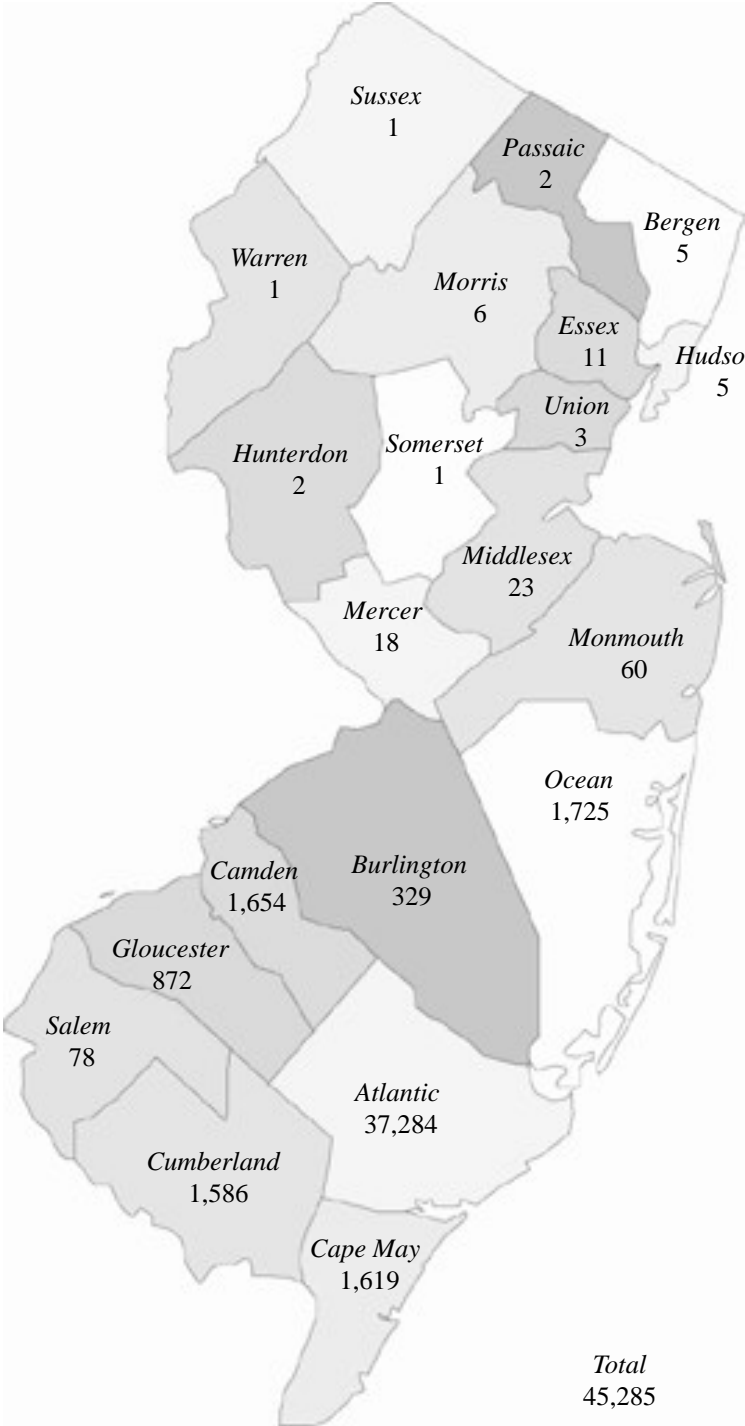 Sussex
1
Passaic
2
Bergen
5
Warren
1
Morris
6
Essex
11
Hudso
5
Union
3
Hunterdon
2
Somerset
1
Middlesex
23
Mercer
18
Monmouth
60
Ocean
1,725
Camden
1,654
Burlington
329
Gloucester
872
Salem
78
Atlantic
37,284
Cumberland
1,586
Cape May
1,619
Total
45,285